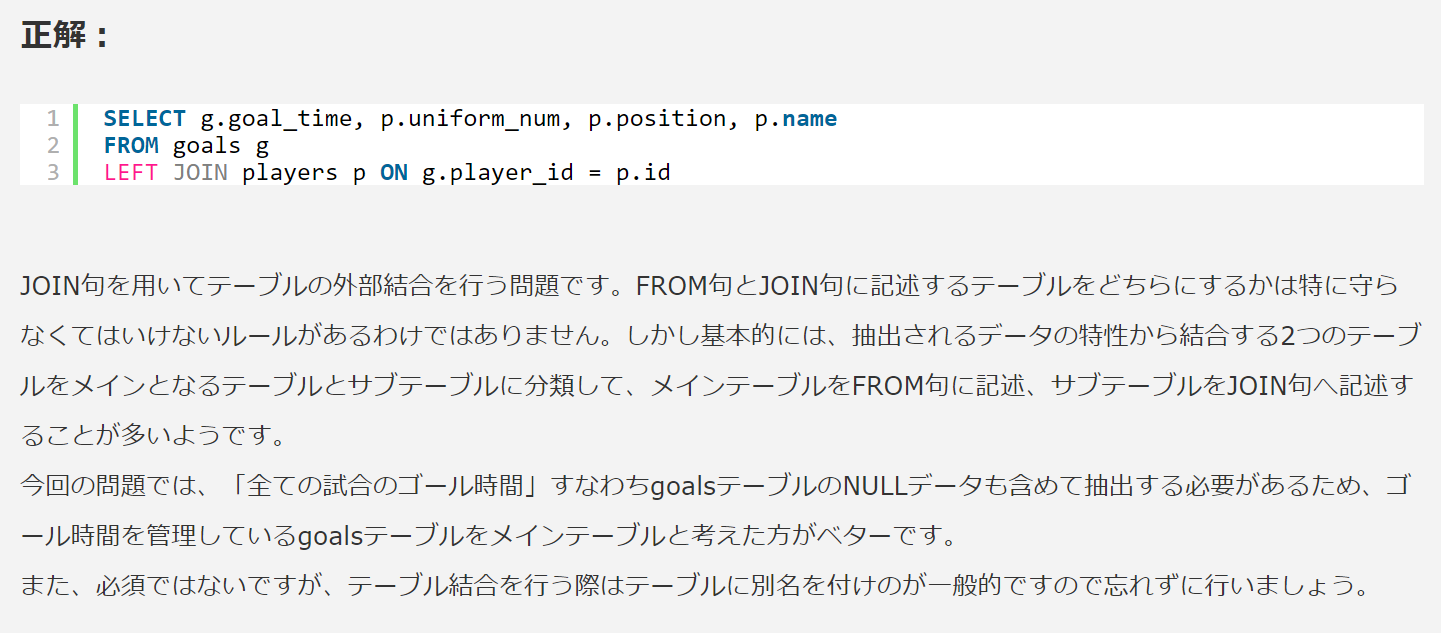 正解：
1 SELECT g.goal_time, p.uniform_num, p.position, p.name
2 FROM goals g
3 LEFT JOIN players p ON g.player_id = p.id
JOIN句を用いてテーブルの外部結合を行う問題です。FROM句とJOIN句に記述するテーブルをどちらにするかは特に守ら
なくてはいけないルールがあるわけではありません。しかし基本的には、抽出されるデータの特性から結合する2つのテーブ
ルをメインとなるテーブルとサブテーブルに分類して、メインテーブルをFROM句に記述、サブテーブルをJOIN句へ記述す
ることが多いようです。
今回の問題では、「全ての試合のゴール時間」すなわちgoalsテーブルのNULLデータも含めて抽出する必要があるため、ゴ
ール時間を管理しているgoalsテーブルをメインテーブルと考えた方がベターです。
また、必須ではないですが、テーブル結合を行う際はテーブルに別名を付けのが一般的ですので忘れずに行いましょう。